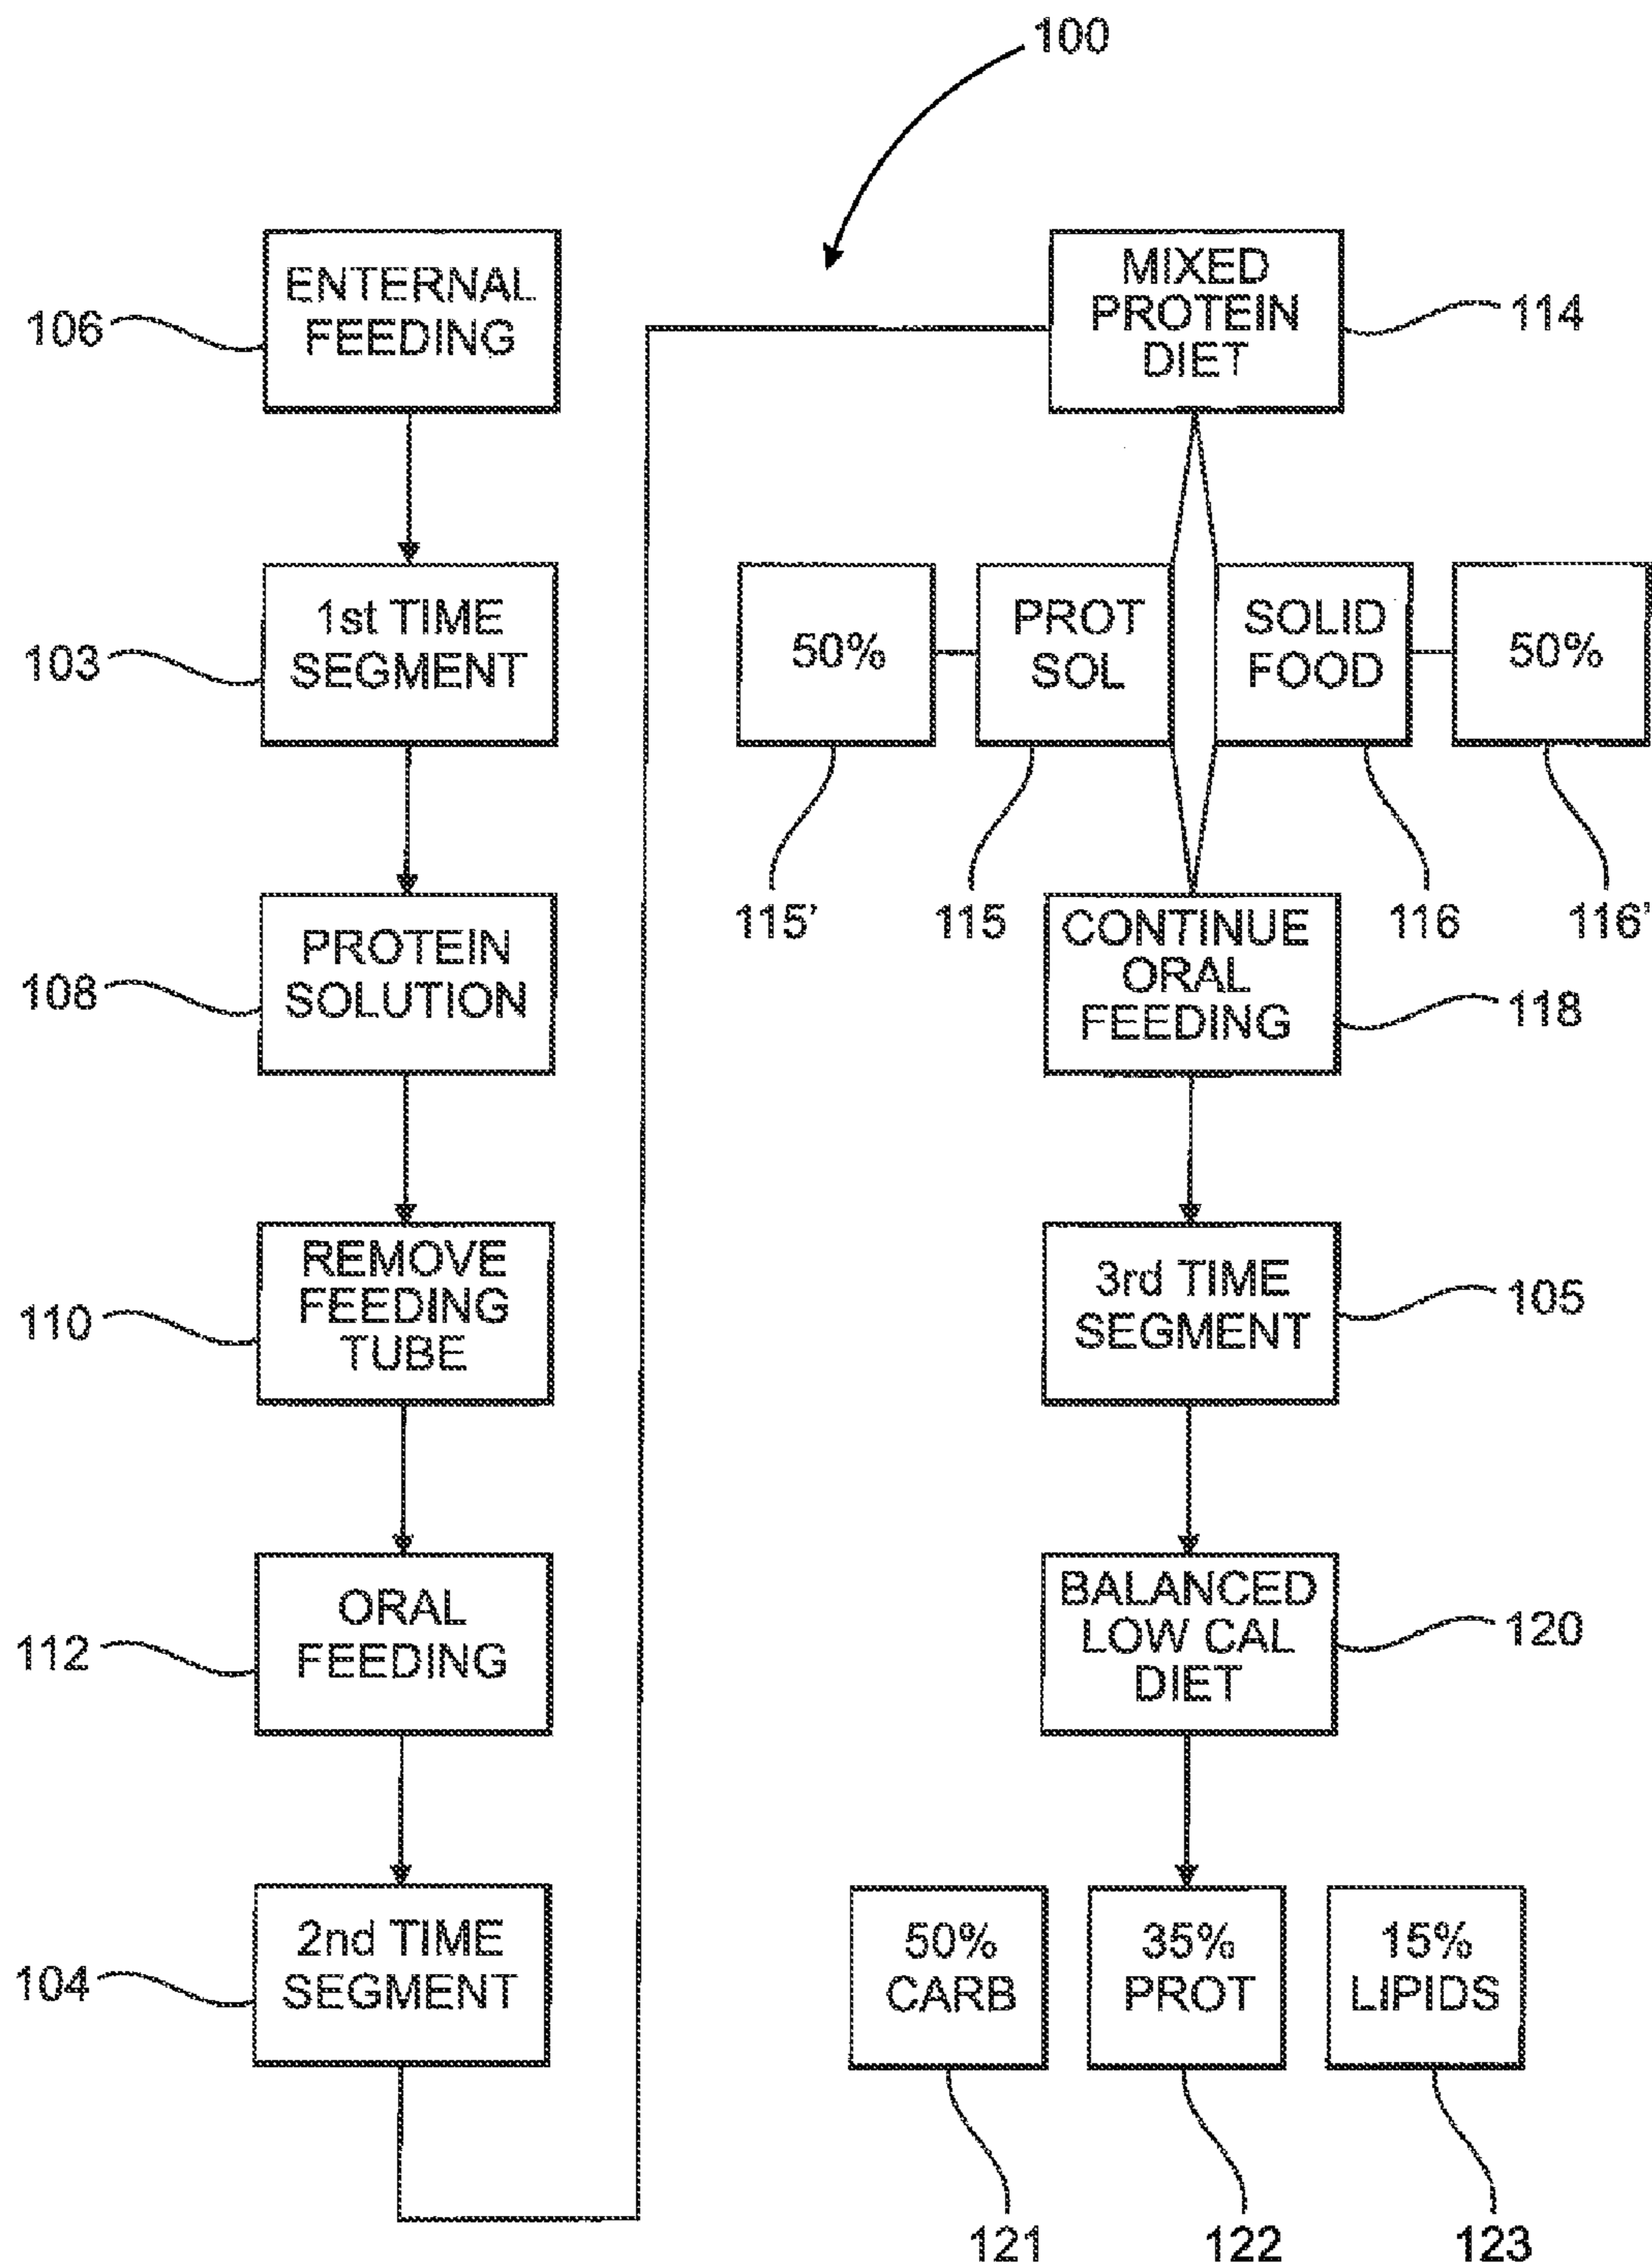 100
ENTERNAL
FEEDING
106
1st TIME
SEGMENT
103
PROTEIN
SOLUTION
108
REMOVE
FEEDING
TUBE
110
ORAL
FEEDING
112
2nd TIME
SEGMENT
104
MIXED
PROTEIN
DIET
114
50%
PROT
SOL
SOLID
FOOD
50%
115'
115
116
116'
CONTINUE
ORAL
FEEDING
118
3rd TIME
SEGMENT
105
BALANCED
LOW CAL
DIET
120
50%
CARB
35%
PROT
15%
LIPIDS
121
122
123